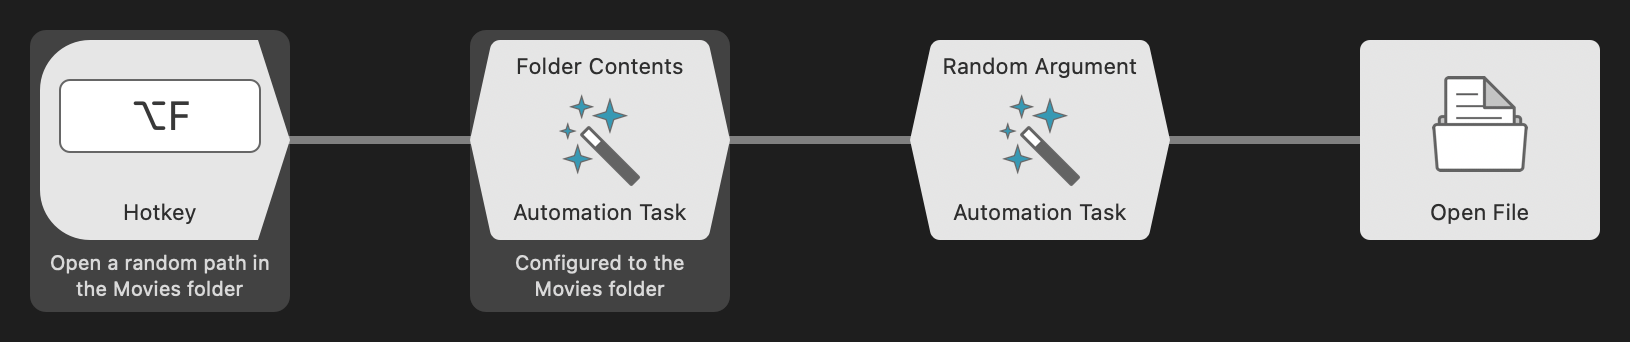 ⌥F
Hotkey
Open a random path in
the Movies folder
Folder Contents
Automation Task
Configured to the
Movies folder
Random Argument
Automation Task
Open File